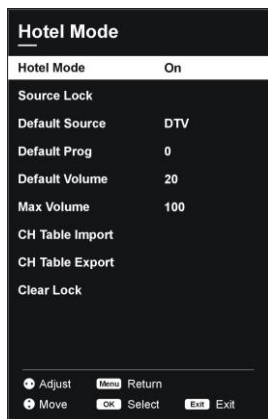 Hotel Mode
Hotel Mode On
Source Lock
Default Source DTV
Default Prog 0
Default Volume 20
Max Volume 100
CH Table Import
CH Table Export
Clear Lock
Adjust Menu Return
Move OK Select Exit Exit